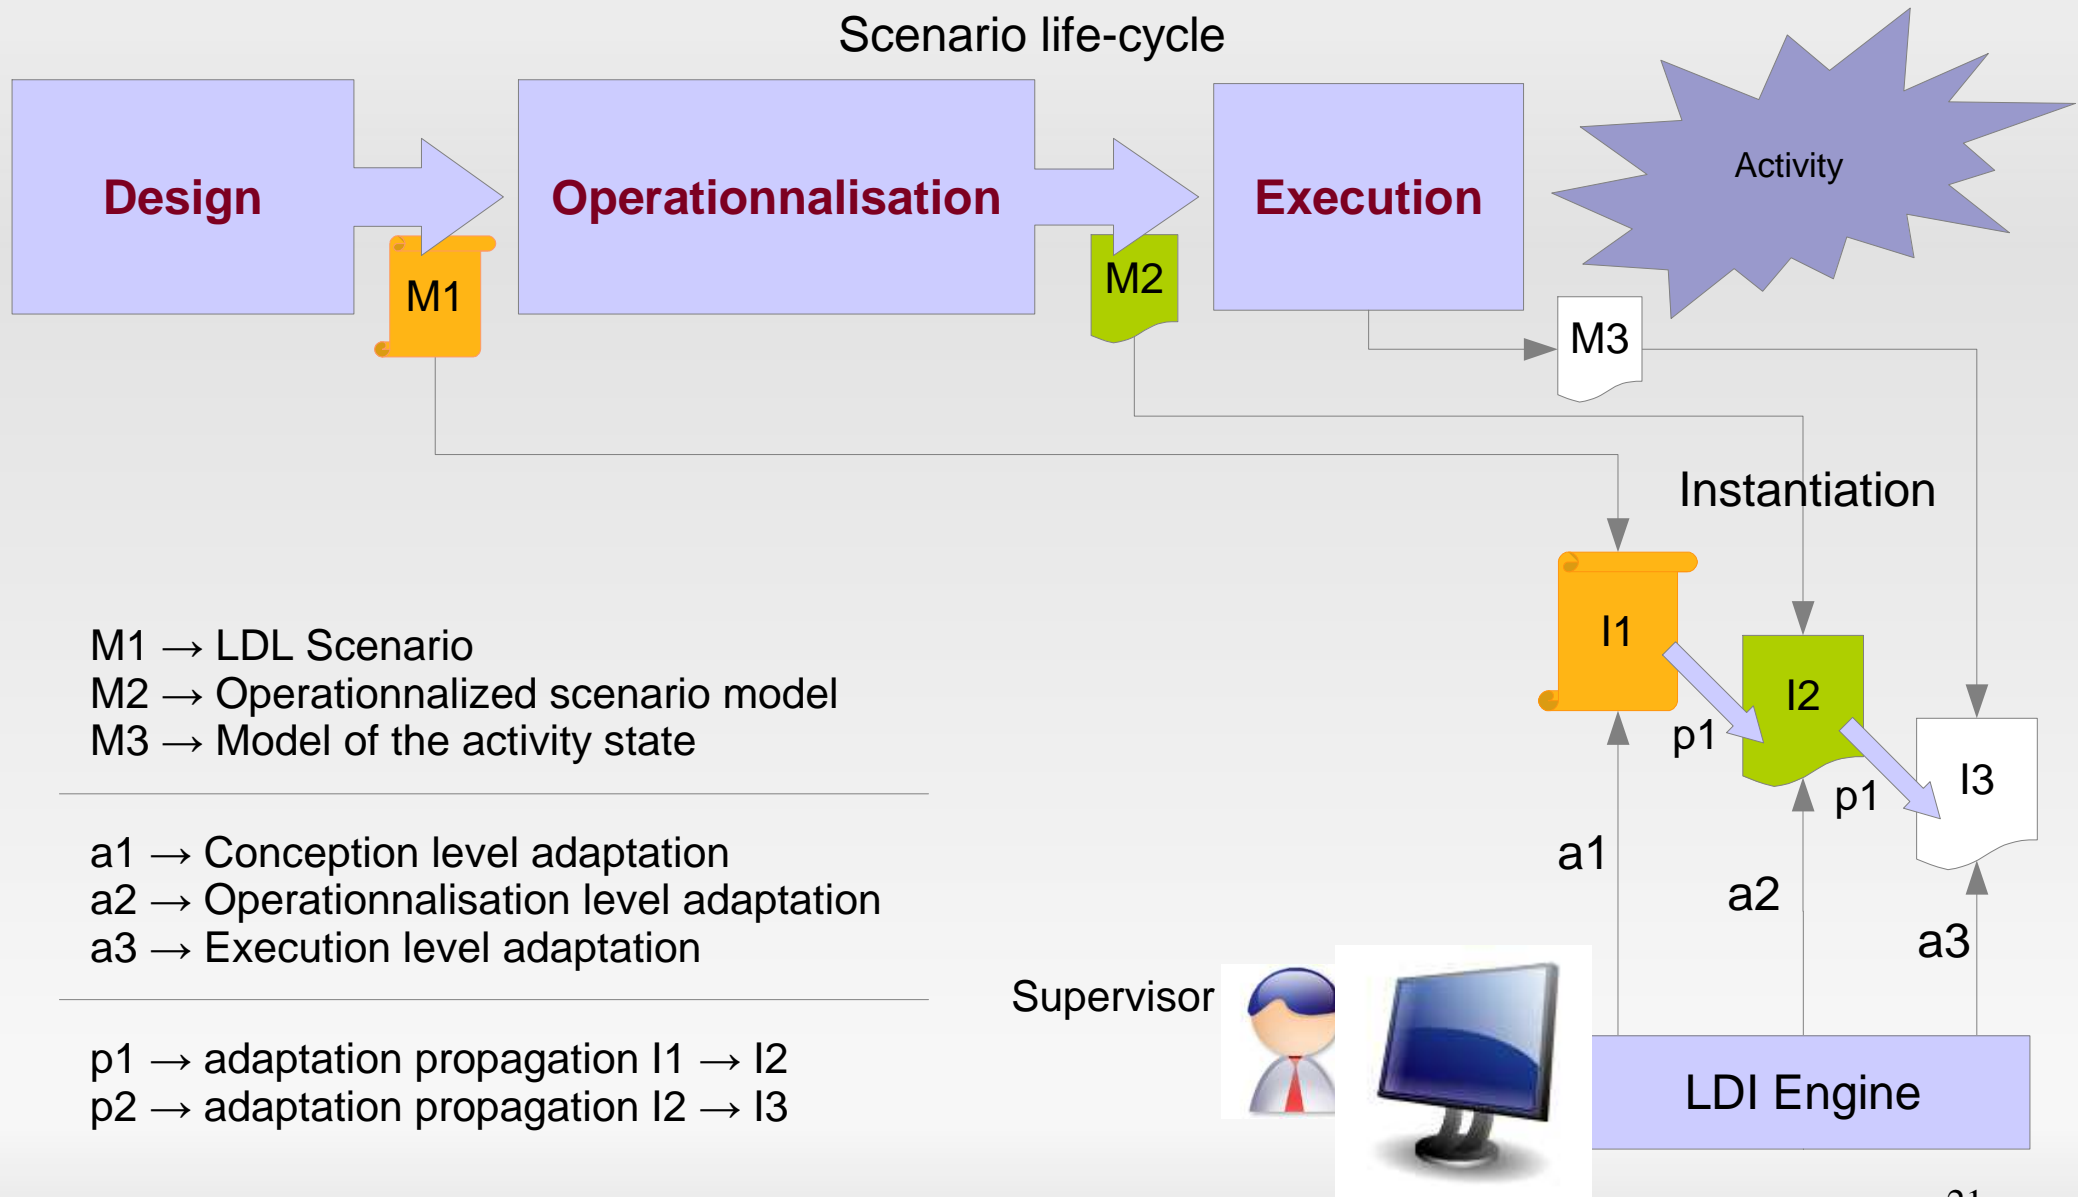 Scenario life-cycle
Design
Operationnalisation
Execution
Activity
M1
M2
M3
Instantiation
I1
I2
I3
p1
p1
M1 → LDL Scenario
M2 → Operationnalized scenario model
M3 → Model of the activity state
a1 → Conception level adaptation
a2 → Operationnalisation level adaptation
a3 → Execution level adaptation
a1
a2
a3
Supervisor
p1 → adaptation propagation I1 → I2
p2 → adaptation propagation I2 → I3
LDI Engine